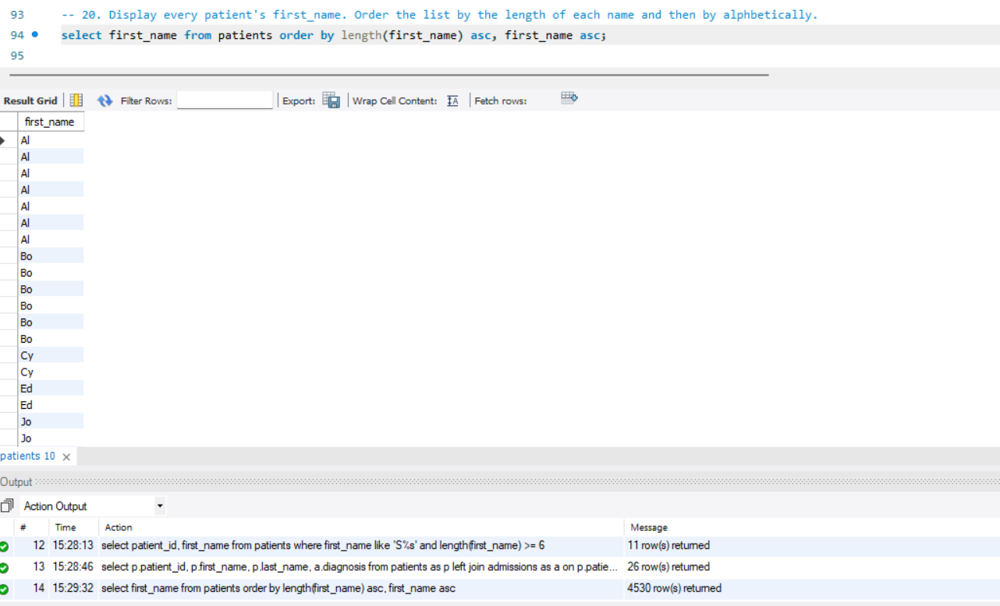 93 -- 20. Display every patient's first_name. Order the list by the length of each name and then by alphbetically.
94 select first_name from patients order by length(first_name) asc, first_name asc;
95
Result Grid Filter Rows: Export: Wrap Cell Content: Fetch rows:
first_name
Al
Al
Al
Al
Al
Al
Al
Bo
Bo
Bo
Bo
Bo
Bo
Cy
Cy
Ed
Ed
Jo
Jo
patients 10
Output
Action Output
# Time Action Message
12 15:28:13 select patient_id, first_name from patients where first_name like 'S%s' and length(first_name) >= 6 11 row(s) returned
13 15:28:46 select p.patient_id, p.first_name, p.last_name, a.diagnosis from patients as p left join admissions as a on p.patie... 26 row(s) returned
14 15:29:32 select first_name from patients order by length(first_name) asc, first_name asc 4530 row(s) returned